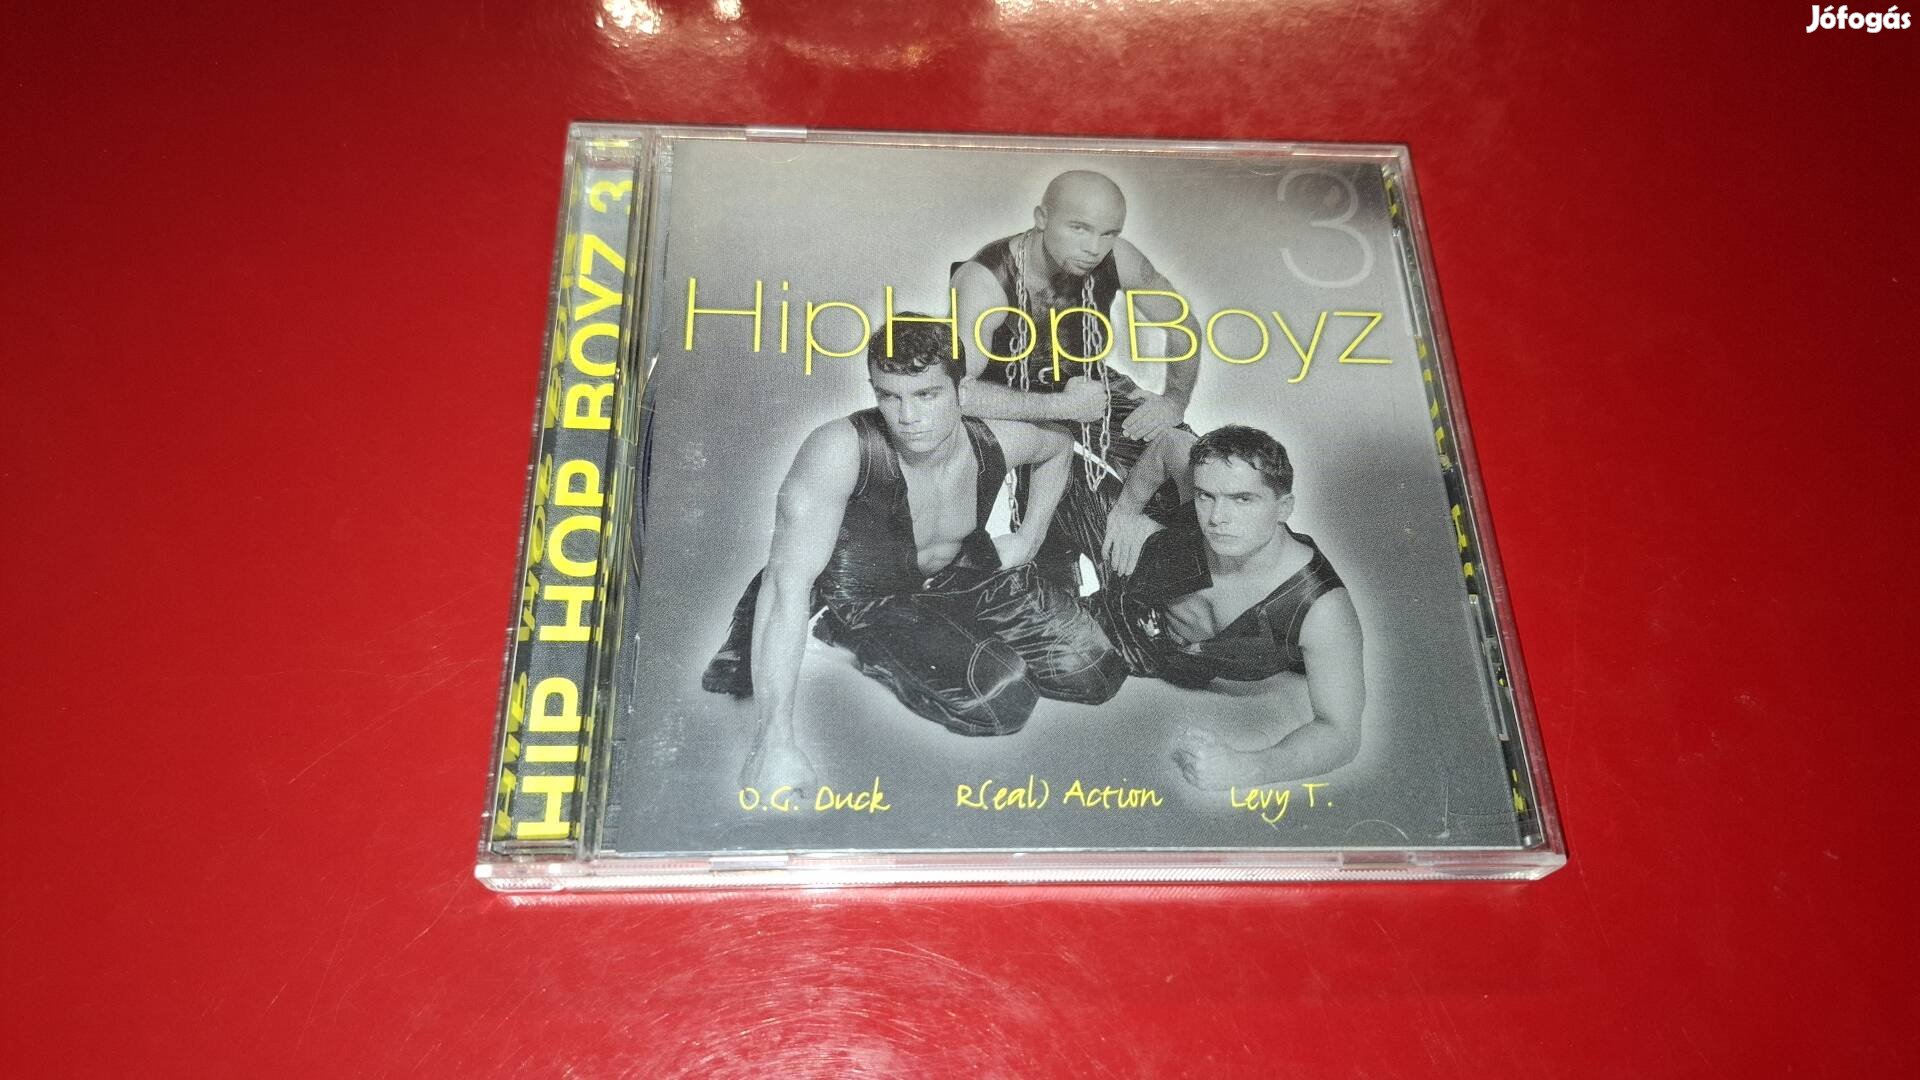 Jófogás
HIP HOP BOYZ 3
3
HipHopBoyz
O.G. Duck R(eal) Action Levy T.